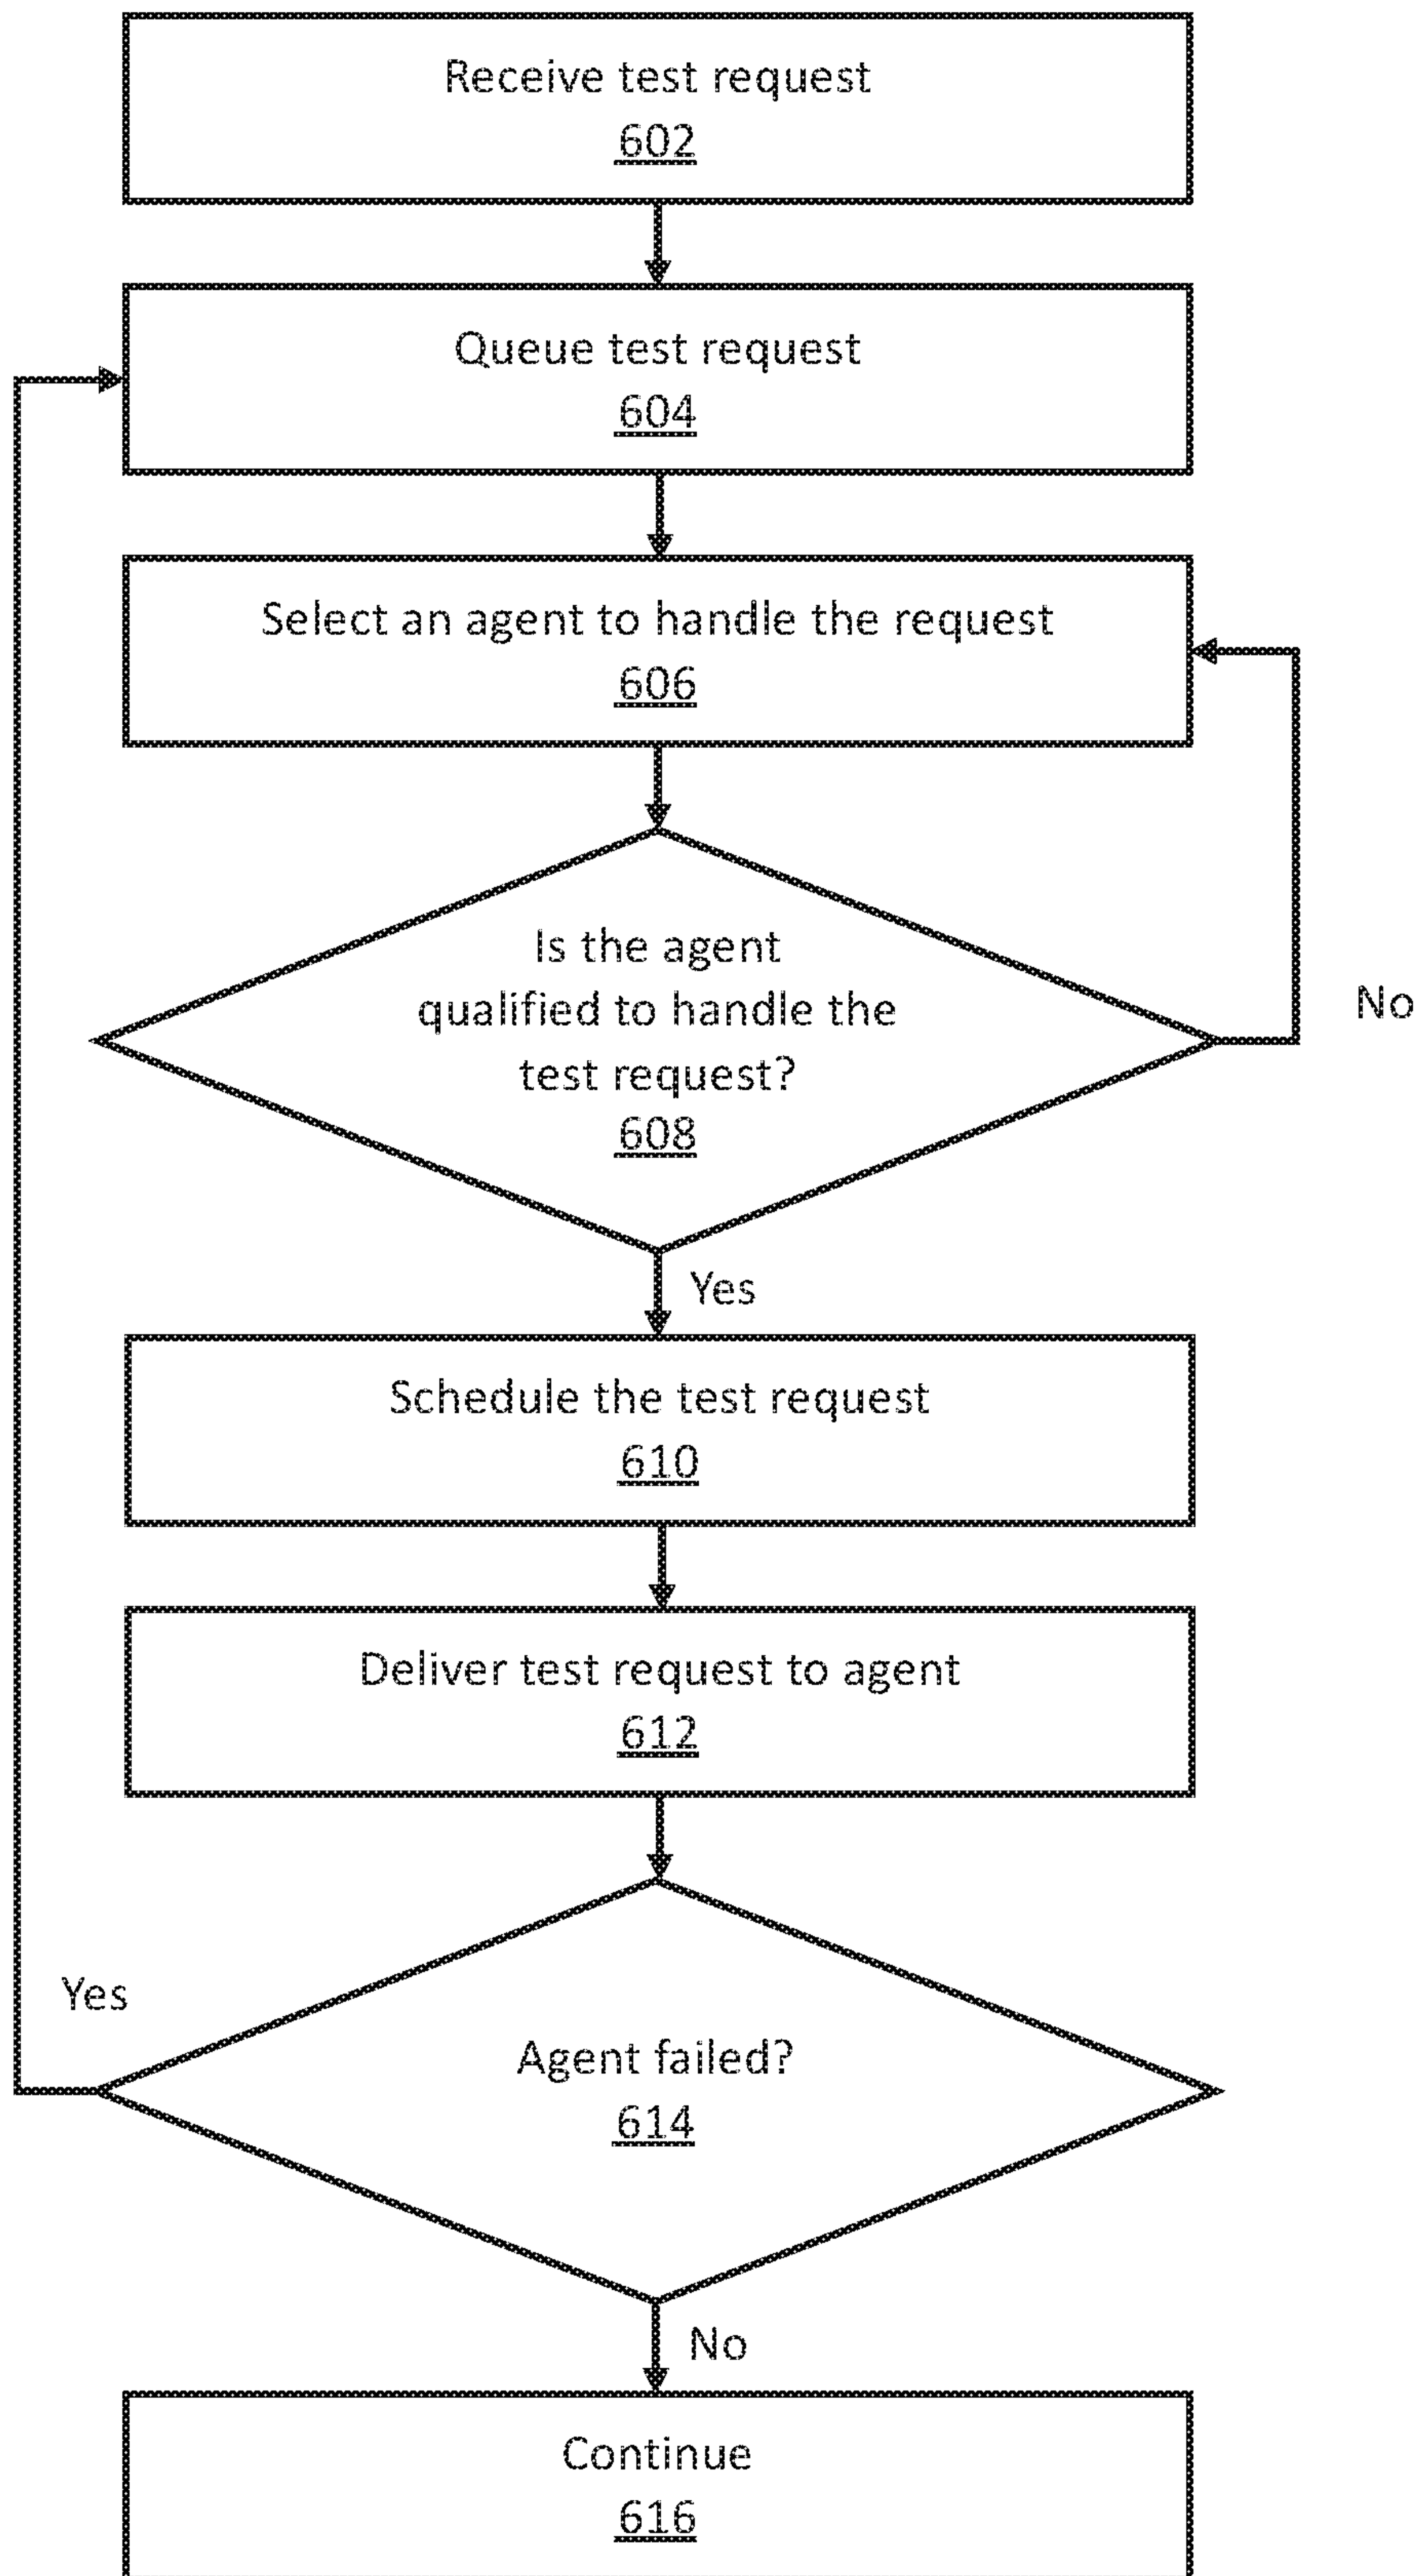 Receive test request
602
Queue test request
604
Select an agent to handle the request
606
Is the agent
qualified to handle the
test request?
608
No
Yes
Schedule the test request
610
Deliver test request to agent
612
Yes
Agent failed?
614
No
Continue
616